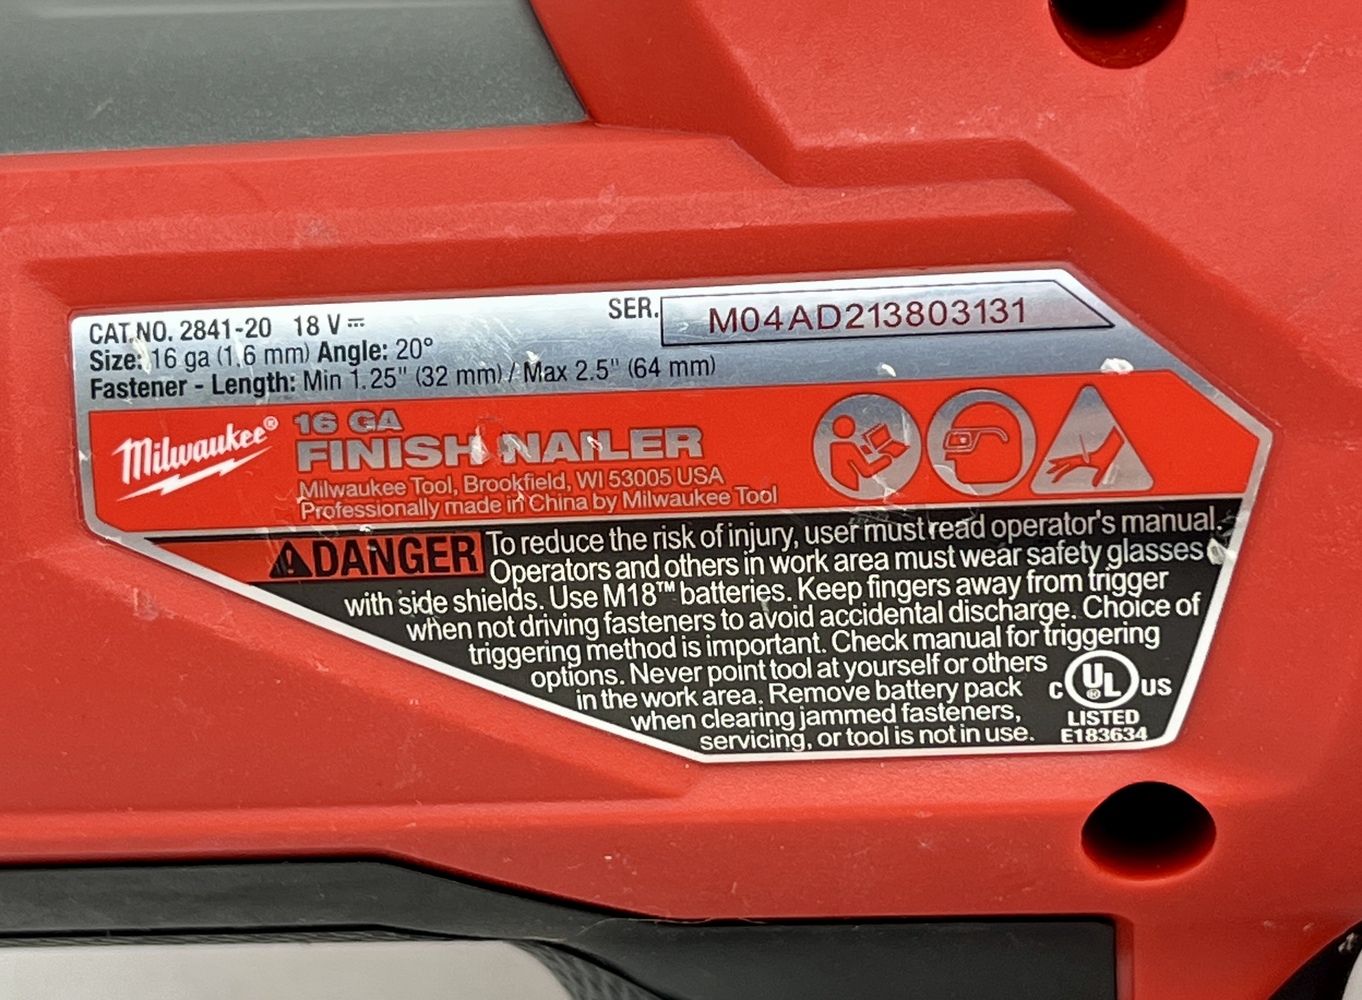 CAT.NO. 2841-20 18 V ⎓
SER. M04AD213803131
Size: 16 ga (1.6 mm) Angle: 20°
Fastener - Length: Min 1.25" (32 mm) / Max 2.5" (64 mm)
Milwaukee®
16 GA
FINISH NAILER
Milwaukee Tool, Brookfield, WI 53005 USA
Professionally made in China by Milwaukee Tool
DANGER To reduce the risk of injury, user must read operator's manual.
Operators and others in work area must wear safety glasses
with side shields. Use M18™ batteries. Keep fingers away from trigger
when not driving fasteners to avoid accidental discharge. Choice of
triggering method is important. Check manual for triggering
options. Never point tool at yourself or others
in the work area. Remove battery pack
when clearing jammed fasteners,
servicing, or tool is not in use.
C UL® US
LISTED
E183634